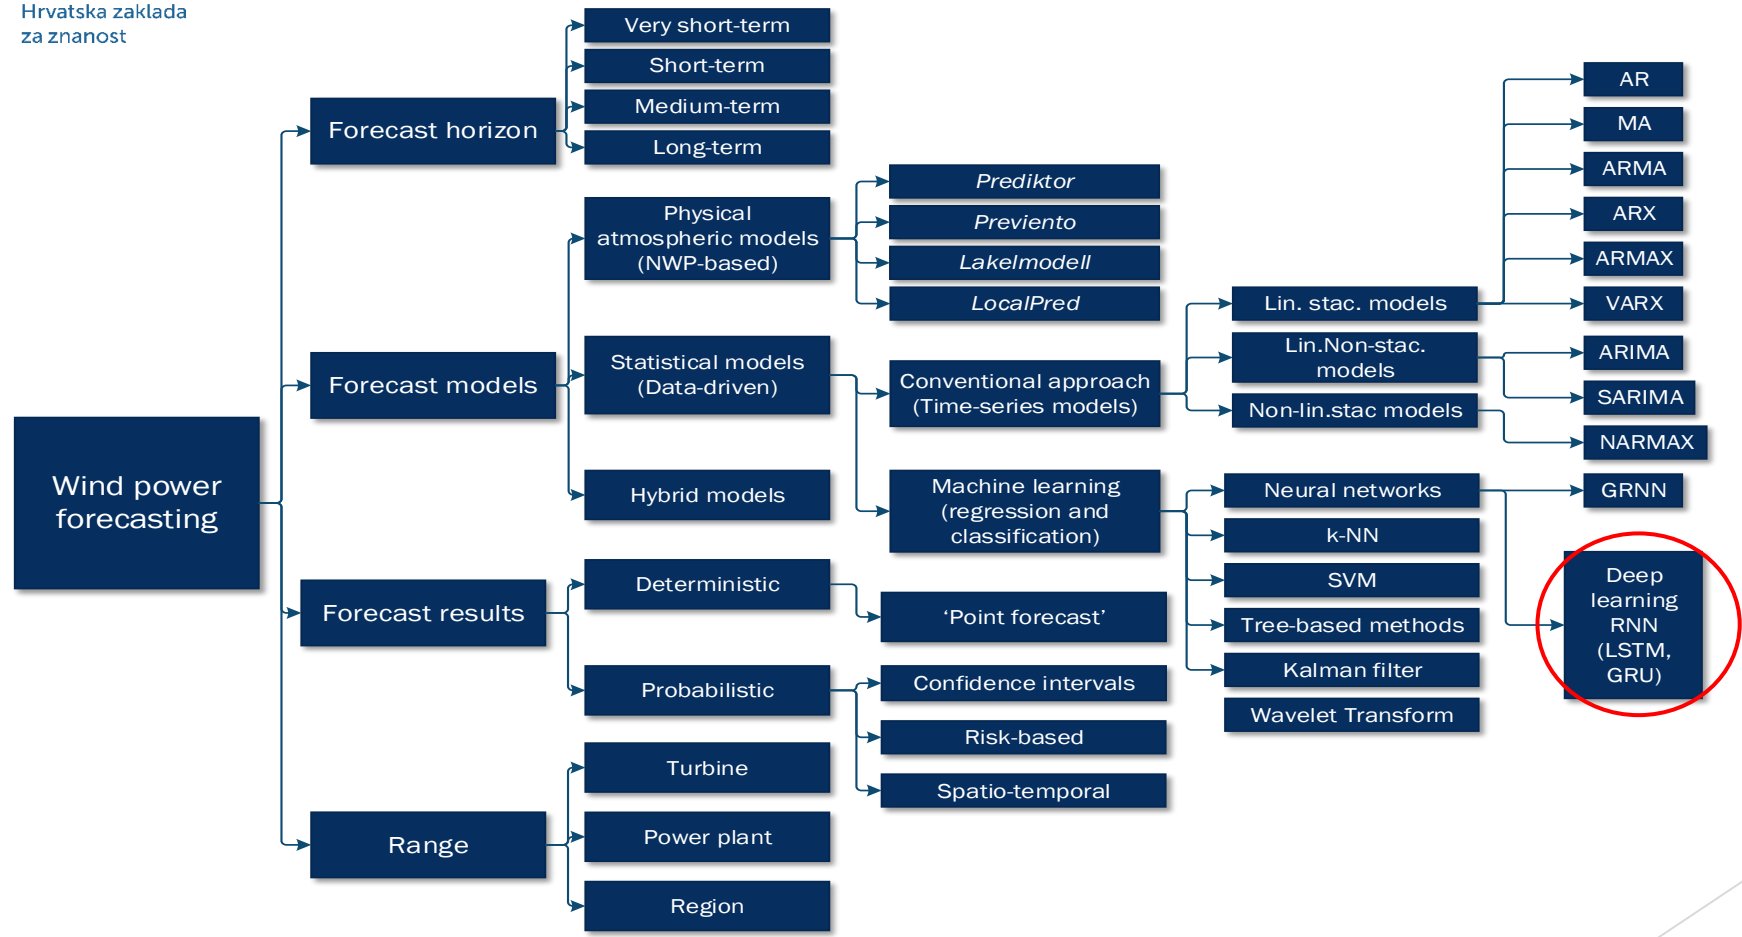 Hrvatska zaklada
za znanost
Wind power
forecasting
Forecast horizon
Very short-term
Short-term
Medium-term
Long-term
Forecast models
Physical
atmospheric models
(NWP-based)
Prediktor
Previento
Lakelmodell
LocalPred
Statistical models
(Data-driven)
Conventional approach
(Time-series models)
Lin. stac. models
AR
MA
ARMA
ARX
ARMAX
VARX
Lin.Non-stac.
models
ARIMA
SARIMA
Non-lin.stac models
NARMAX
Machine learning
(regression and
classification)
Neural networks
GRNN
Deep
learning
RNN
(LSTM,
GRU)
k-NN
SVM
Tree-based methods
Kalman filter
Wavelet Transform
Hybrid models
Forecast results
Deterministic
‘Point forecast’
Probabilistic
Confidence intervals
Risk-based
Spatio-temporal
Range
Turbine
Power plant
Region